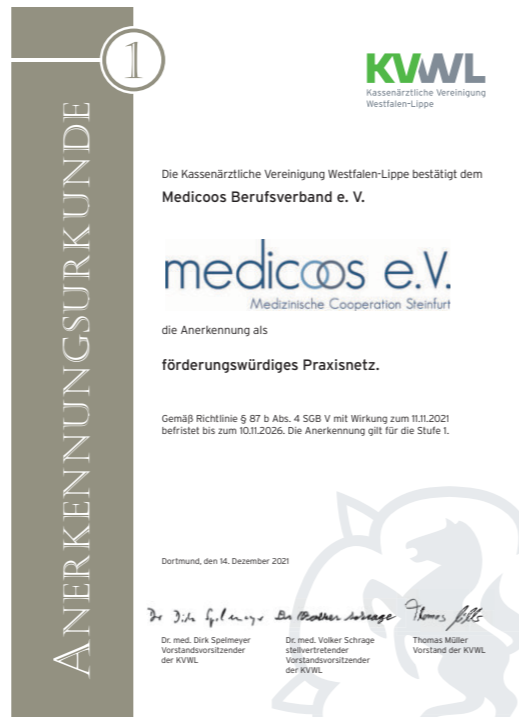 ANERKENNUNGSURKUNDE
1
KVWL
Kassenärztliche Vereinigung
Westfalen-Lippe
Die Kassenärztliche Vereinigung Westfalen-Lippe bestätigt dem
Medicoos Berufsverband e. V.
medicoos e.V.
Medizinische Cooperation Steinfurt
die Anerkennung als
förderungswürdiges Praxisnetz.
Gemäß Richtlinie § 87 b Abs. 4 SGB V mit Wirkung zum 11.11.2021
befristet bis zum 10.11.2026. Die Anerkennung gilt für die Stufe 1.
Dortmund, den 14. Dezember 2021
Dr. med. Dirk Spelmeyer
Vorstandsvorsitzender
der KVWL
Dr. med. Volker Schrage
stellvertretender
Vorstandsvorsitzender
der KVWL
Thomas Müller
Vorstand der KVWL